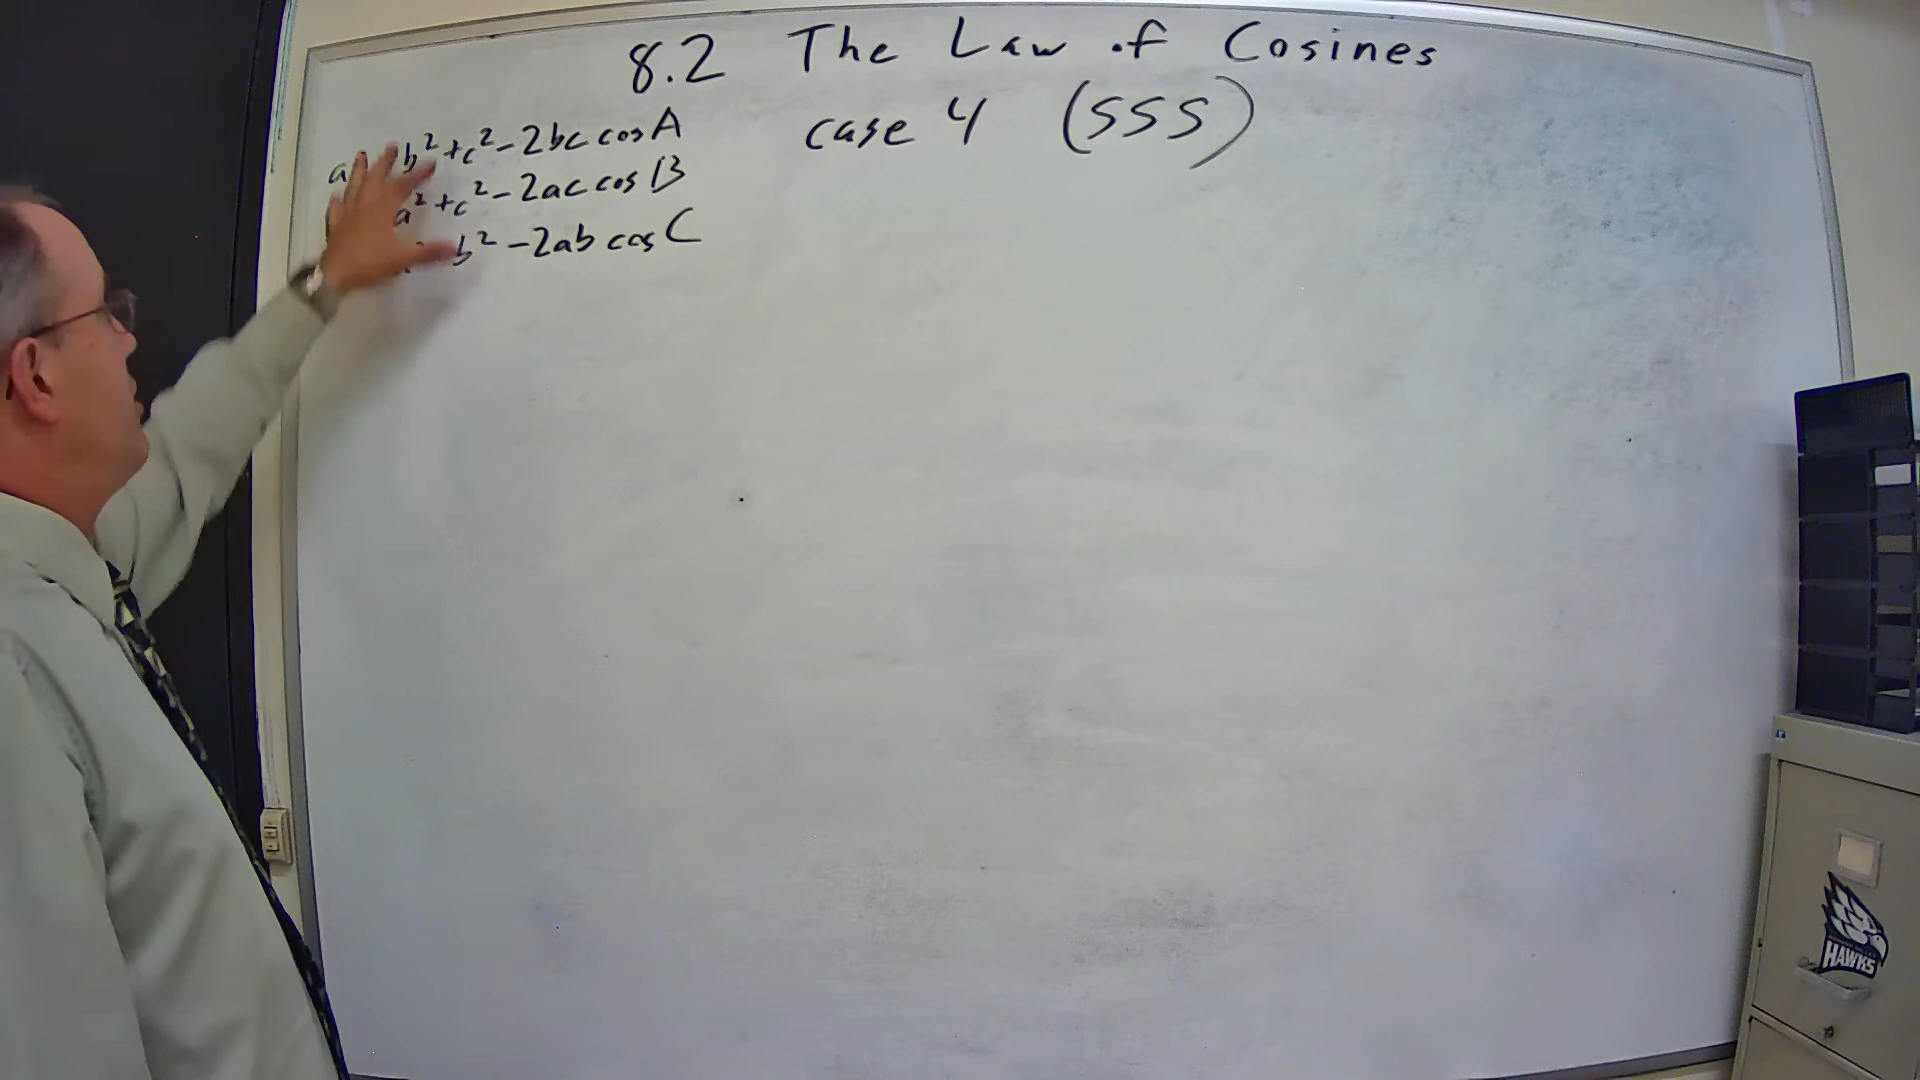 8.2 The Law of Cosines
case 4 (SSS)
a b² + c² - 2bc cos A
a² + c² - 2ac cos B
b² - 2ab cos C
HAWKS